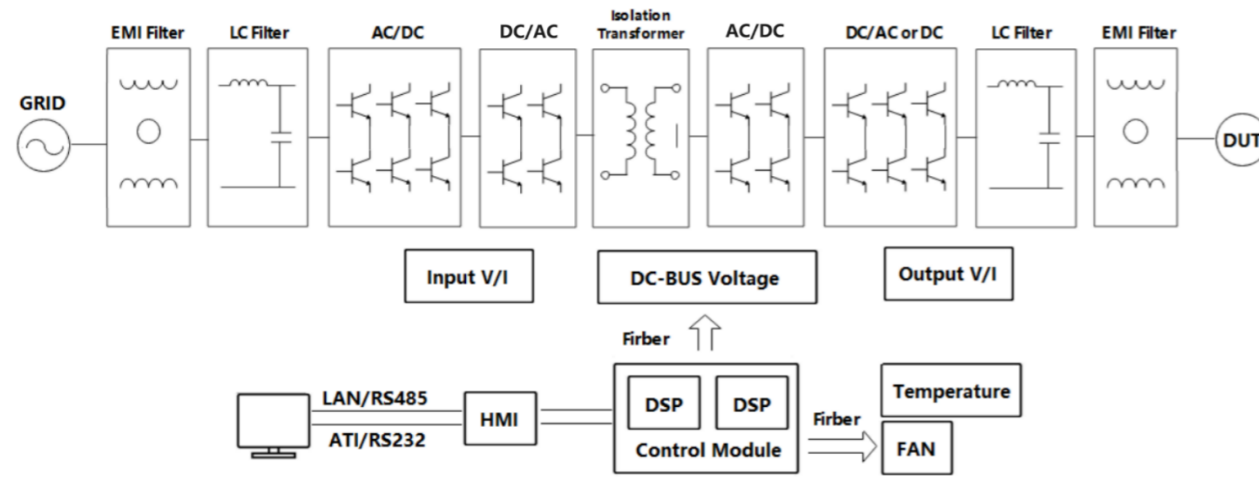 EMI Filter
LC Filter
AC/DC
DC/AC
Isolation
Transformer
AC/DC
DC/AC or DC
LC Filter
EMI Filter
GRID
DUT
Input V/I
DC-BUS Voltage
Output V/I
Firber
LAN/RS485
ATI/RS232
HMI
DSP
DSP
Control Module
Firber
Temperature
FAN